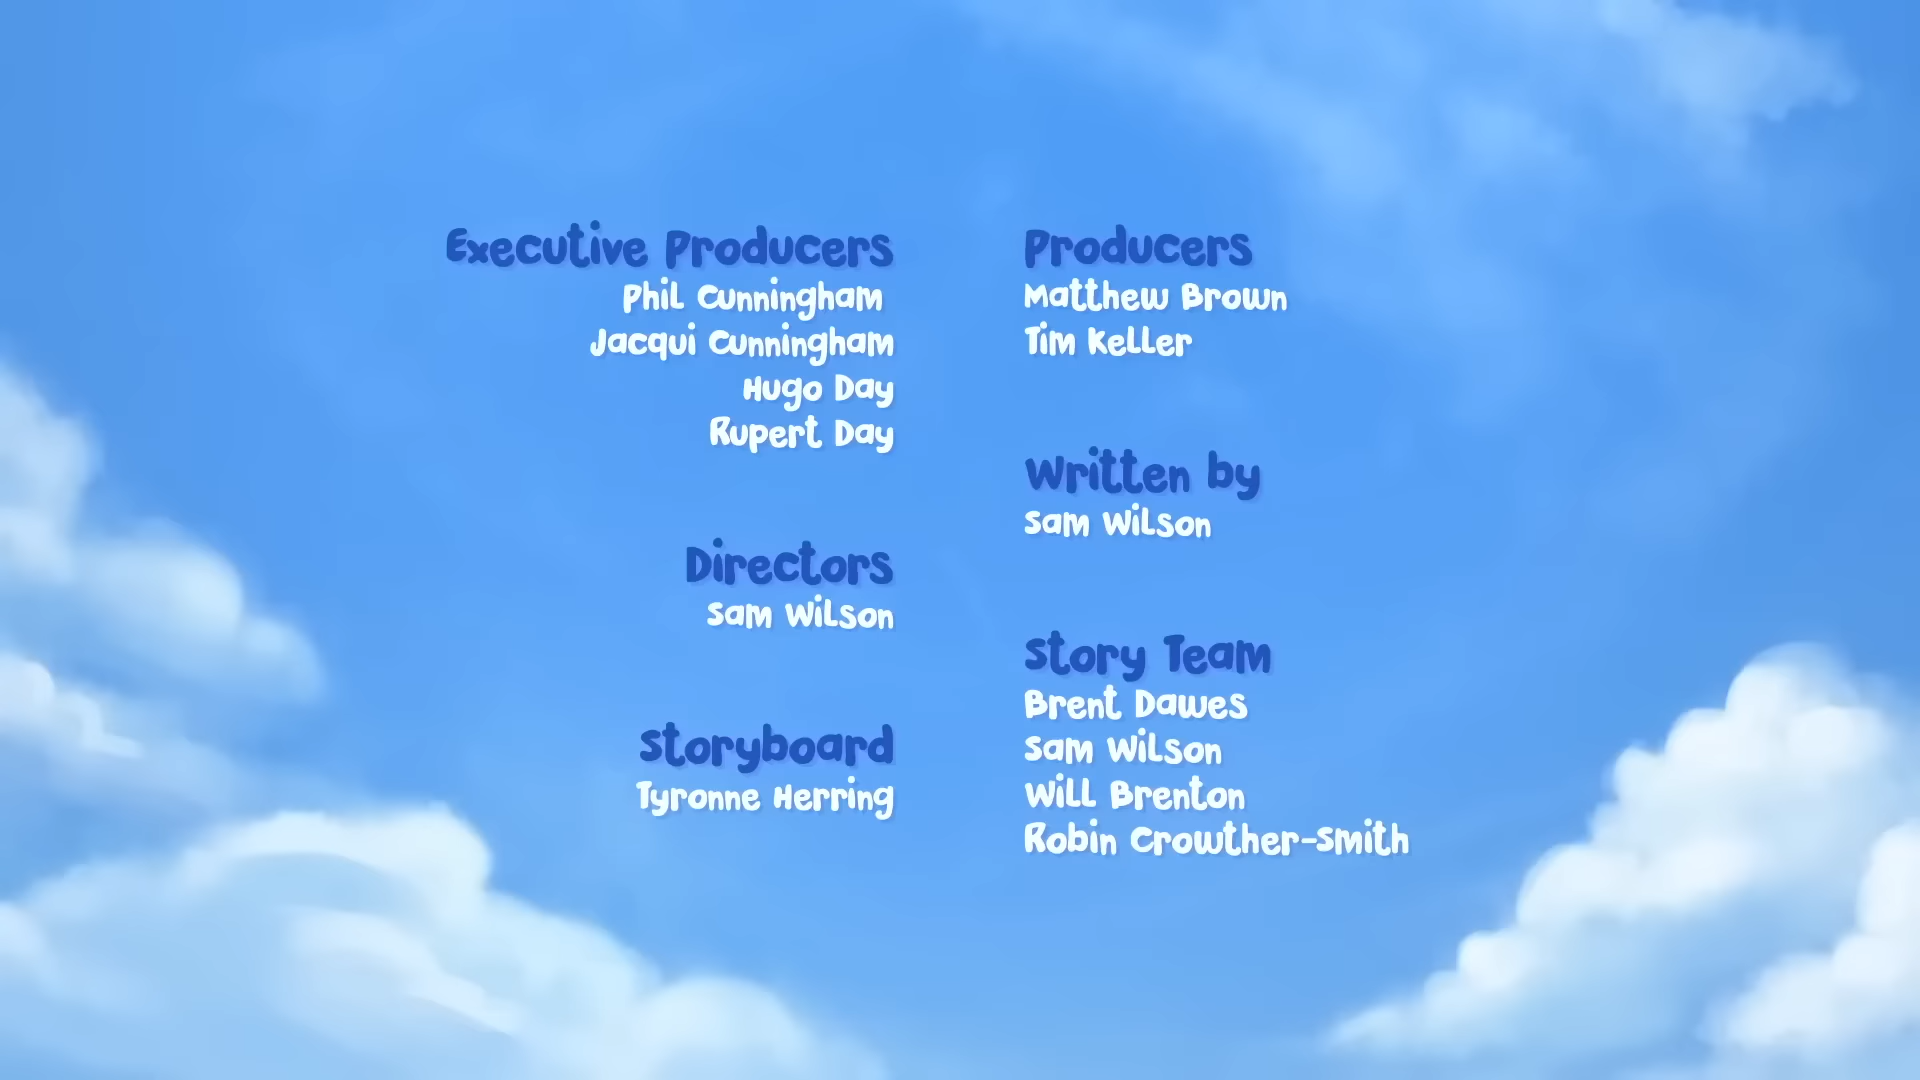 Executive Producers
Phil Cunningham
Jacqui Cunningham
Hugo Day
Rupert Day
Directors
Sam Wilson
Storyboard
Tyronne Herring
Producers
Matthew Brown
Tim Keller
Written by
Sam Wilson
Story Team
Brent Dawes
Sam Wilson
Will Brenton
Robin Crowther-Smith